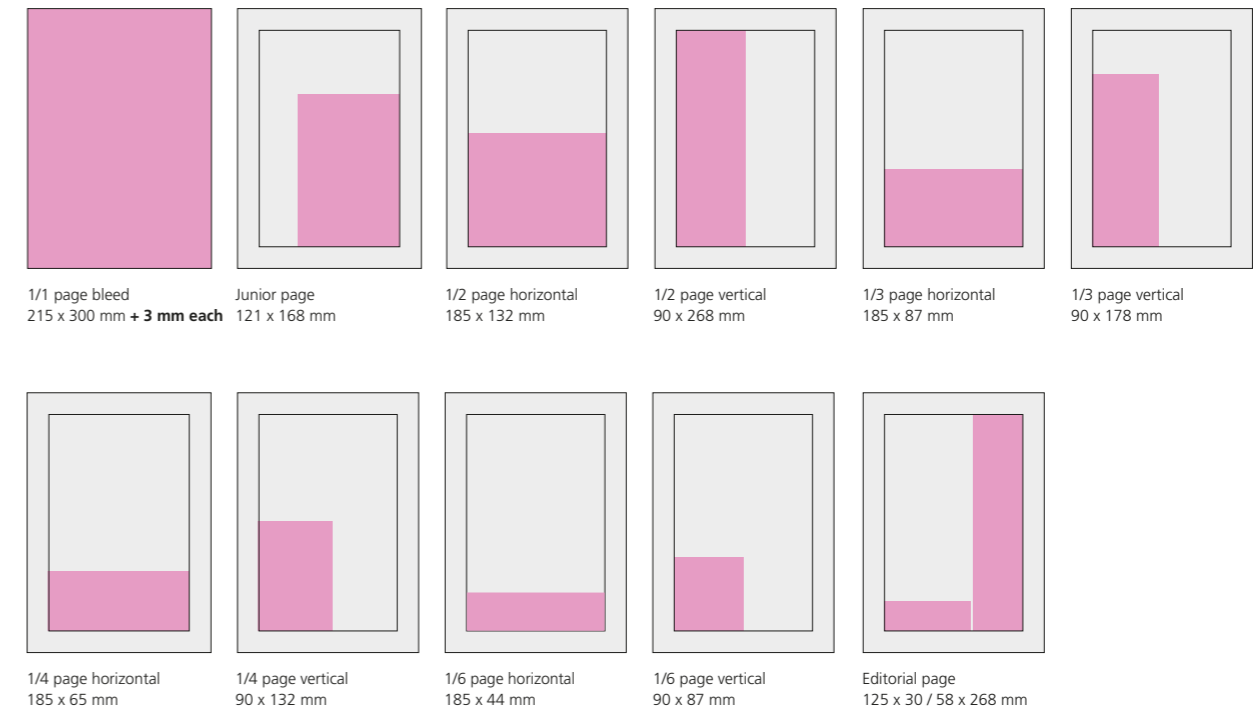 1/1 page bleed
215 x 300 mm + 3 mm each
Junior page
121 x 168 mm
1/2 page horizontal
185 x 132 mm
1/2 page vertical
90 x 268 mm
1/3 page horizontal
185 x 87 mm
1/3 page vertical
90 x 178 mm
1/4 page horizontal
185 x 65 mm
1/4 page vertical
90 x 132 mm
1/6 page horizontal
185 x 44 mm
1/6 page vertical
90 x 87 mm
Editorial page
125 x 30 / 58 x 268 mm